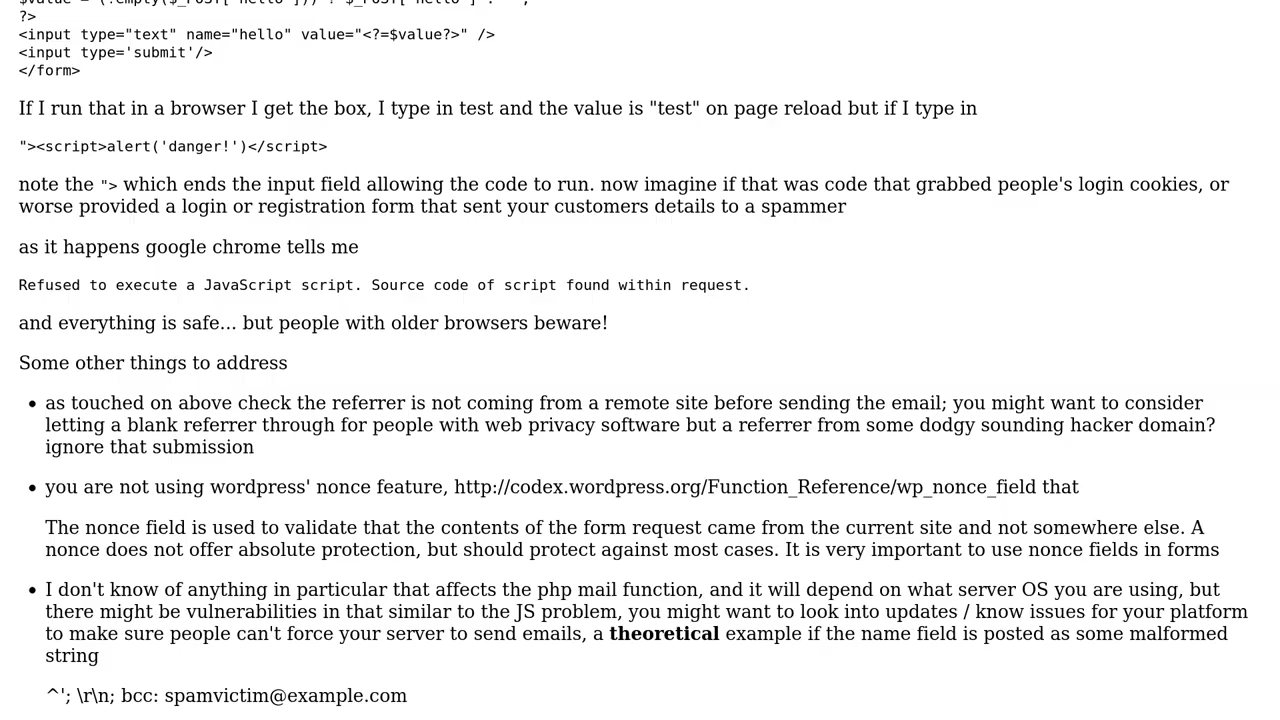 $value = (!empty($_POST['hello'])) ? $_POST['hello'] : '';
?>
<input type="text" name="hello" value="<?=$value?>" />
<input type='submit'/>
</form>
If I run that in a browser I get the box, I type in test and the value is "test" on page reload but if I type in
"><script>alert('danger!')</script>
note the "> which ends the input field allowing the code to run. now imagine if that was code that grabbed people's login cookies, or
worse provided a login or registration form that sent your customers details to a spammer
as it happens google chrome tells me
Refused to execute a JavaScript script. Source code of script found within request.
and everything is safe... but people with older browsers beware!
Some other things to address
• as touched on above check the referrer is not coming from a remote site before sending the email; you might want to consider
letting a blank referrer through for people with web privacy software but a referrer from some dodgy sounding hacker domain?
ignore that submission
• you are not using wordpress' nonce feature, http://codex.wordpress.org/Function_Reference/wp_nonce_field that
The nonce field is used to validate that the contents of the form request came from the current site and not somewhere else. A
nonce does not offer absolute protection, but should protect against most cases. It is very important to use nonce fields in forms
• I don't know of anything in particular that affects the php mail function, and it will depend on what server OS you are using, but
there might be vulnerabilities in that similar to the JS problem, you might want to look into updates / know issues for your platform
to make sure people can't force your server to send emails, a theoretical example if the name field is posted as some malformed
string
^'; \r\n; bcc: spamvictim@example.com